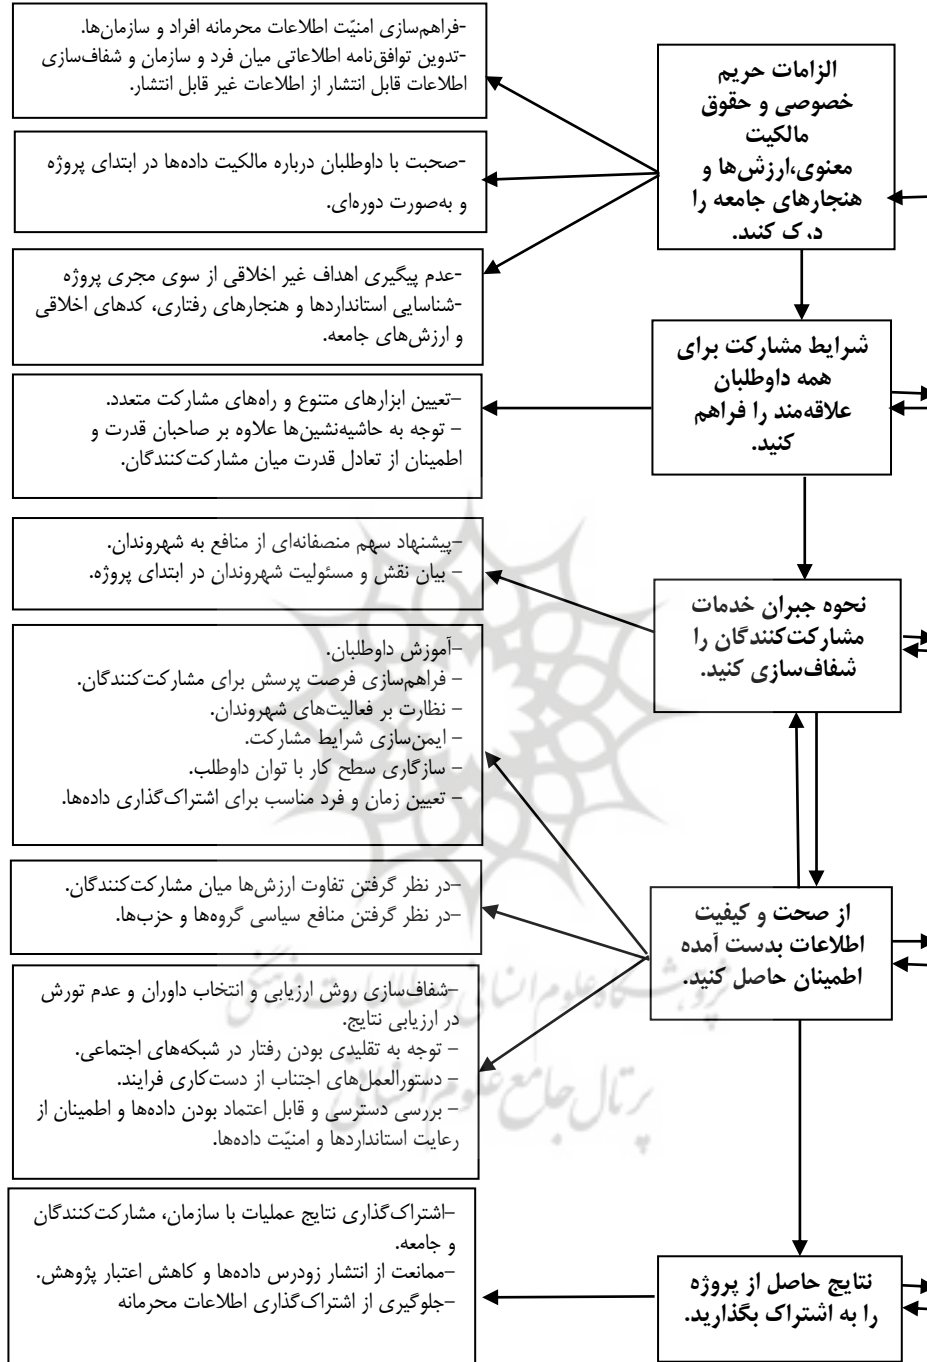 الزامات حریم
خصوصی و حقوق
مالکیت
معنوی،ارزش‌ها و
هنجارهای جامعه را
درک کنید.
-فراهم‌سازی امنیّت اطلاعات محرمانه افراد و سازمان‌ها.
-تدوین توافق‌نامه اطلاعاتی میان فرد و سازمان و شفاف‌سازی
اطلاعات قابل انتشار از اطلاعات غیر قابل انتشار.
-صحبت با داوطلبان درباره مالکیت داده‌ها در ابتدای پروژه
و به‌صورت دوره‌ای.
-عدم پیگیری اهداف غیر اخلاقی از سوی مجری پروژه
-شناسایی استانداردها و هنجارهای رفتاری، کدهای اخلاقی
و ارزش‌های جامعه.
شرایط مشارکت برای
همه داوطلبان
علاقه‌مند را فراهم
کنید.
-تعیین ابزارهای متنوع و راه‌های مشارکت متعدد.
- توجه به حاشیه‌نشین‌ها علاوه بر صاحبان قدرت و
اطمینان از تعادل قدرت میان مشارکت‌کنندگان.
نحوه جبران خدمات
مشارکت‌کنندگان را
شفاف‌سازی کنید.
-پیشنهاد سهم منصفانه‌ای از منافع به شهروندان.
- بیان نقش و مسئولیت شهروندان در ابتدای پروژه.
از صحت و کیفیت
اطلاعات بدست آمده
اطمینان حاصل کنید.
-آموزش داوطلبان.
- فراهم‌سازی فرصت پرسش برای مشارکت‌کنندگان.
- نظارت بر فعالیت‌های شهروندان.
- ایمن‌سازی شرایط مشارکت.
- سازگاری سطح کار با توان داوطلب.
- تعیین زمان و فرد مناسب برای اشتراک‌گذاری داده‌ها.
-در نظر گرفتن تفاوت ارزش‌ها میان مشارکت‌کنندگان.
-در نظر گرفتن منافع سیاسی گروه‌ها و حزب‌ها.
-شفاف‌سازی روش ارزیابی و انتخاب داوران و عدم تورش
در ارزیابی نتایج.
- توجه به تقلیدی بودن رفتار در شبکه‌های اجتماعی.
- دستورالعمل‌های اجتناب از دست‌کاری فرایند.
- بررسی دسترسی و قابل اعتماد بودن داده‌ها و اطمینان از
رعایت استانداردها و امنیّت داده‌ها.
نتایج حاصل از پروژه
را به اشتراک بگذارید.
-اشتراک‌گذاری نتایج عملیات با سازمان، مشارکت‌کنندگان
و جامعه.
-ممانعت از انتشار زودرس داده‌ها و کاهش اعتبار پژوهش.
-جلوگیری از اشتراک‌گذاری اطلاعات محرمانه
پژوهشگاه علوم انسانی و مطالعات فرهنگی
پرتال جامع علوم انسانی